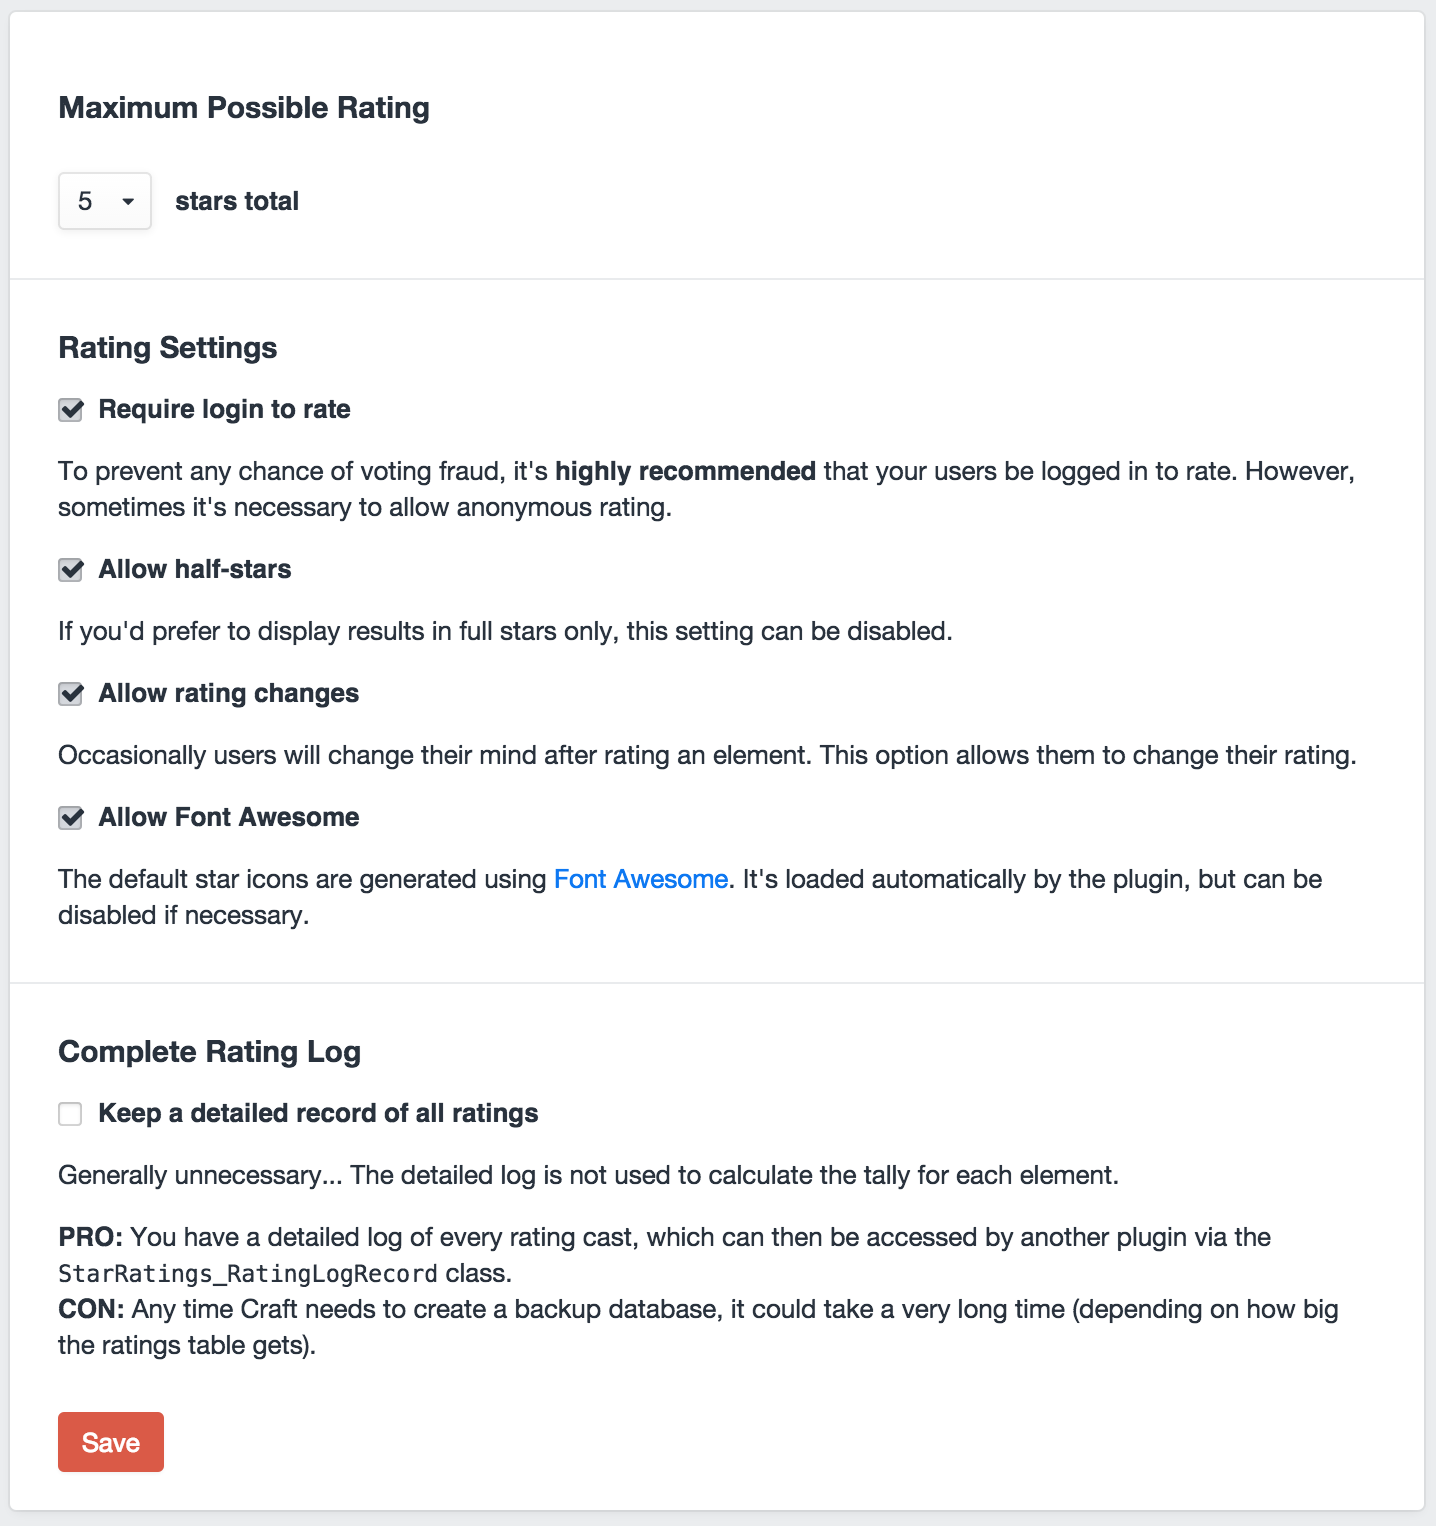 Maximum Possible Rating
5 stars total
Rating Settings
Require login to rate
To prevent any chance of voting fraud, it's highly recommended that your users be logged in to rate. However,
sometimes it's necessary to allow anonymous rating.
Allow half-stars
If you'd prefer to display results in full stars only, this setting can be disabled.
Allow rating changes
Occasionally users will change their mind after rating an element. This option allows them to change their rating.
Allow Font Awesome
The default star icons are generated using Font Awesome. It's loaded automatically by the plugin, but can be
disabled if necessary.
Complete Rating Log
Keep a detailed record of all ratings
Generally unnecessary... The detailed log is not used to calculate the tally for each element.
PRO: You have a detailed log of every rating cast, which can then be accessed by another plugin via the
StarRatings_RatingLogRecord class.
CON: Any time Craft needs to create a backup database, it could take a very long time (depending on how big
the ratings table gets).
Save